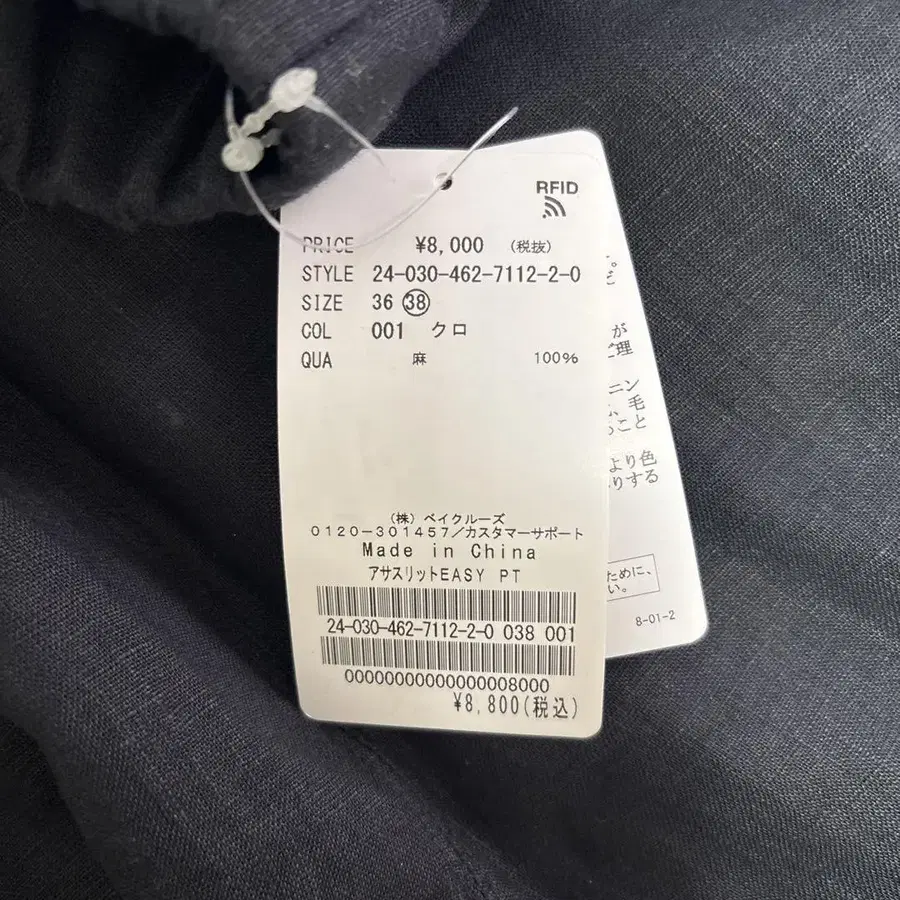 RFID
PRICE ¥8,000 (税抜)
STYLE 24-030-462-7112-2-0
SIZE 36 38
COL 001 クロ
QUA 麻 100%
(株) ベイクルーズ
0120-301457/カスタマーサポート
Made in China
アサスリットEASY PT
24-030-462-7112-2-0 038 001
00000000000000008000
¥8,800(税込)
が
理
ニン
毛
こと
より色
りする
ために、
い。
8-01-2